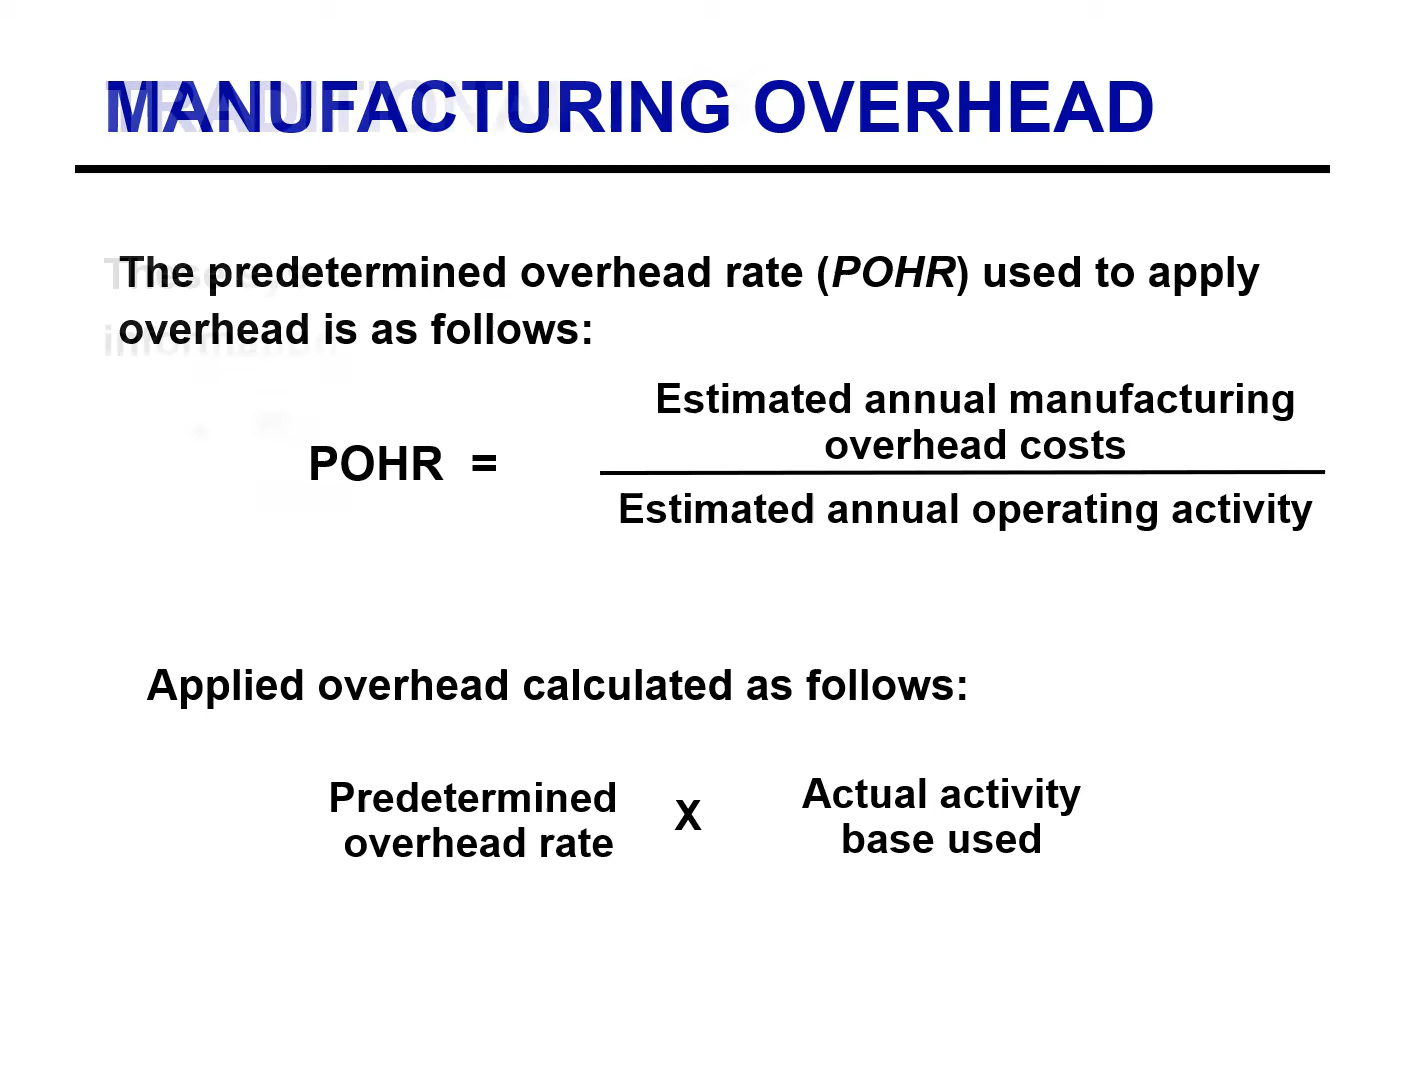 MANUFACTURING OVERHEAD
The predetermined overhead rate (POHR) used to apply
overhead is as follows:
Estimated annual manufacturing
overhead costs
POHR =
Estimated annual operating activity
Applied overhead calculated as follows:
Predetermined
overhead rate
X
Actual activity
base used